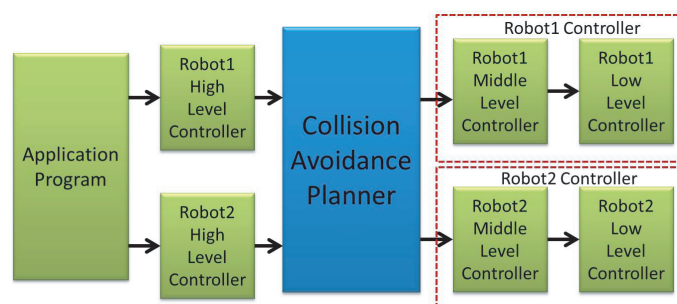 Application
Program
Robot1
High
Level
Controller
Robot2
High
Level
Controller
Collision
Avoidance
Planner
Robot1 Controller
Robot1
Middle
Level
Controller
Robot1
Low
Level
Controller
Robot2 Controller
Robot2
Middle
Level
Controller
Robot2
Low
Level
Controller